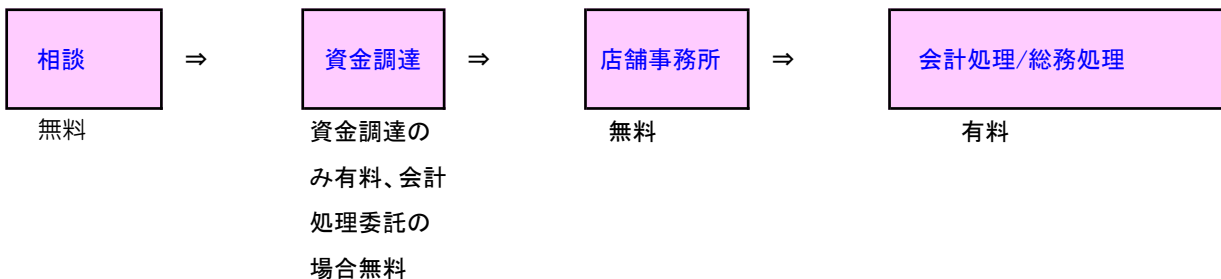 相談 ⇒ 資金調達 ⇒ 店舗事務所 ⇒ 会計処理/総務処理
無料 資金調達の 無料 有料
み有料、会計
処理委託の
場合無料